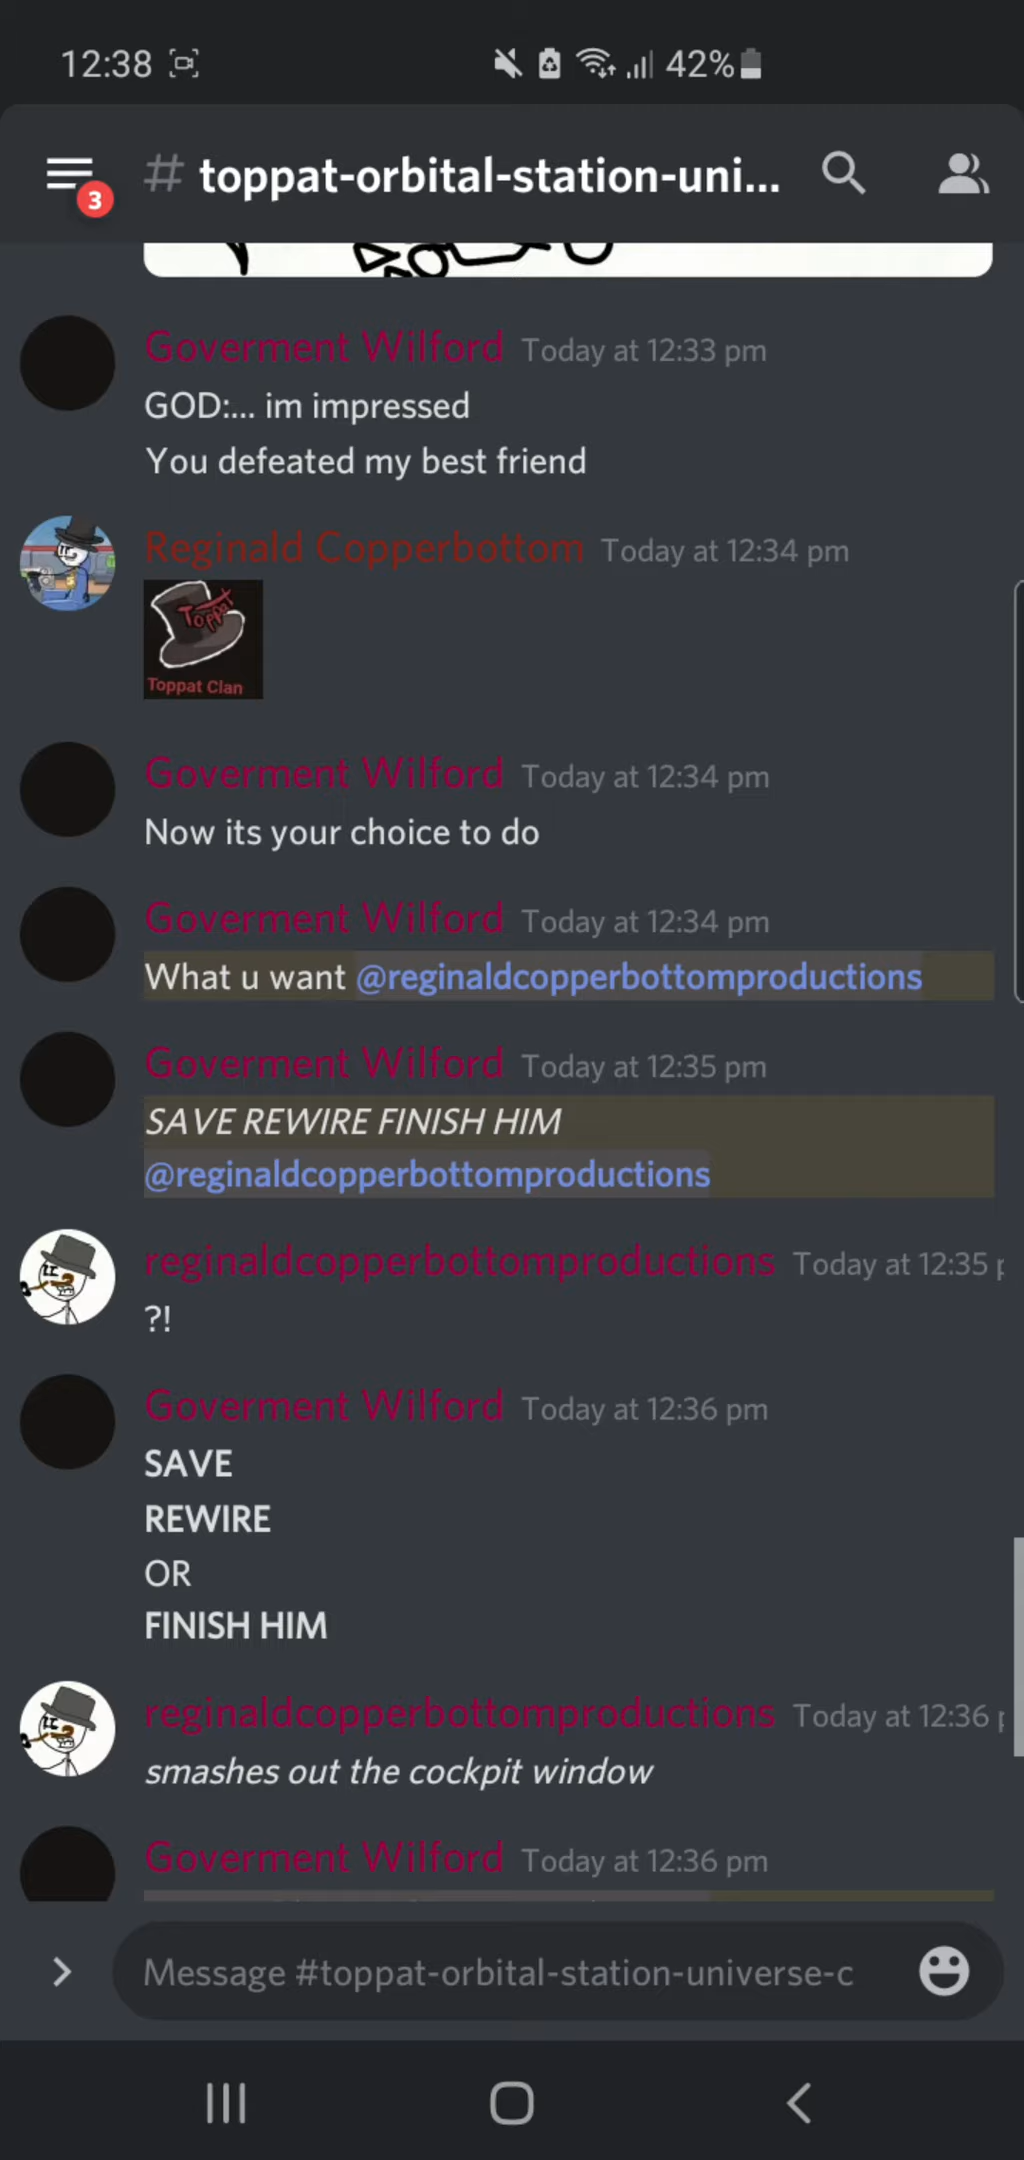 12:38
42%
3
# toppat-orbital-station-uni...
Goverment Wilford Today at 12:33 pm
GOD:... im impressed
You defeated my best friend
Reginald Copperbottom Today at 12:34 pm
Toppat
Toppat Clan
Goverment Wilford Today at 12:34 pm
Now its your choice to do
Goverment Wilford Today at 12:34 pm
What u want @reginaldcopperbottomproductions
Goverment Wilford Today at 12:35 pm
SAVE REWIRE FINISH HIM
@reginaldcopperbottomproductions
reginaldcopperbottomproductions Today at 12:35 p
?!
Goverment Wilford Today at 12:36 pm
SAVE
REWIRE
OR
FINISH HIM
reginaldcopperbottomproductions Today at 12:36 p
smashes out the cockpit window
Goverment Wilford Today at 12:36 pm
Message #toppat-orbital-station-universe-c